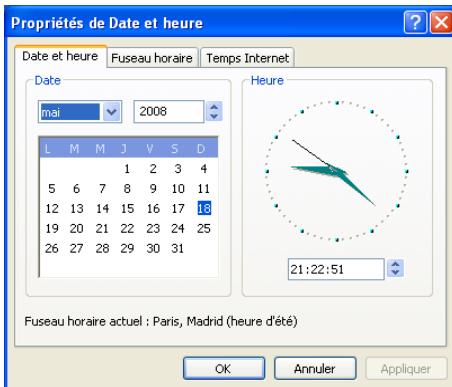 Propriétés de Date et heure
Date et heure Fuseau horaire Temps Internet
Date
Heure
mai 2008
L M M J V S D
1 2 3 4
5 6 7 8 9 10 11
12 13 14 15 16 17 18
19 20 21 22 23 24 25
26 27 28 29 30 31
21:22:51
Fuseau horaire actuel : Paris, Madrid (heure d'été)
OK Annuler Appliquer